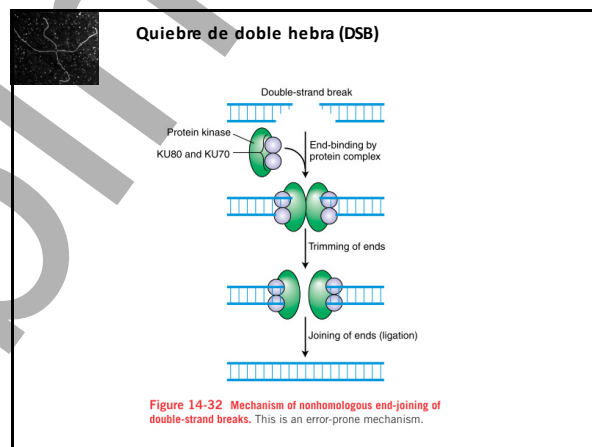 Quiebre de doble hebra (DSB)
Double-strand break
Protein kinase
KU80 and KU70
End-binding by
protein complex
Trimming of ends
Joining of ends (ligation)
Figure 14-32 Mechanism of nonhomologous end-joining of
double-strand breaks. This is an error-prone mechanism.